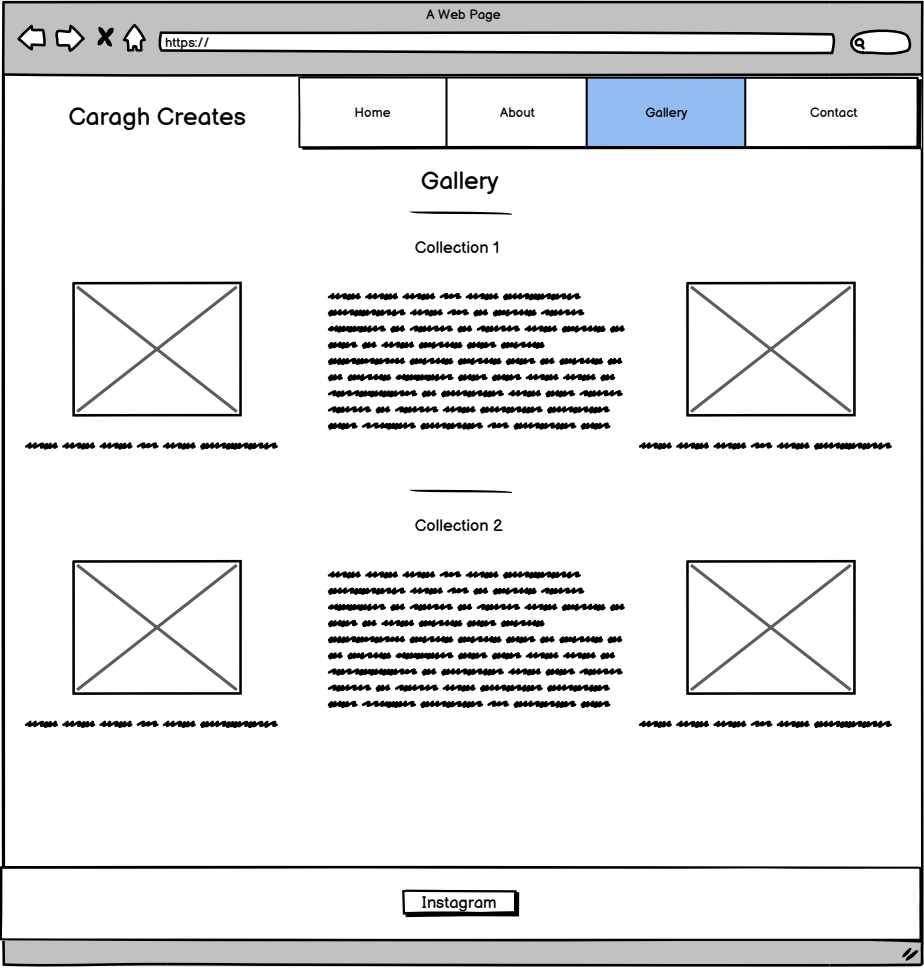 A Web Page
https://
Caragh Creates
Home
About
Gallery
Contact
Gallery
Collection 1
Collection 2
Instagram